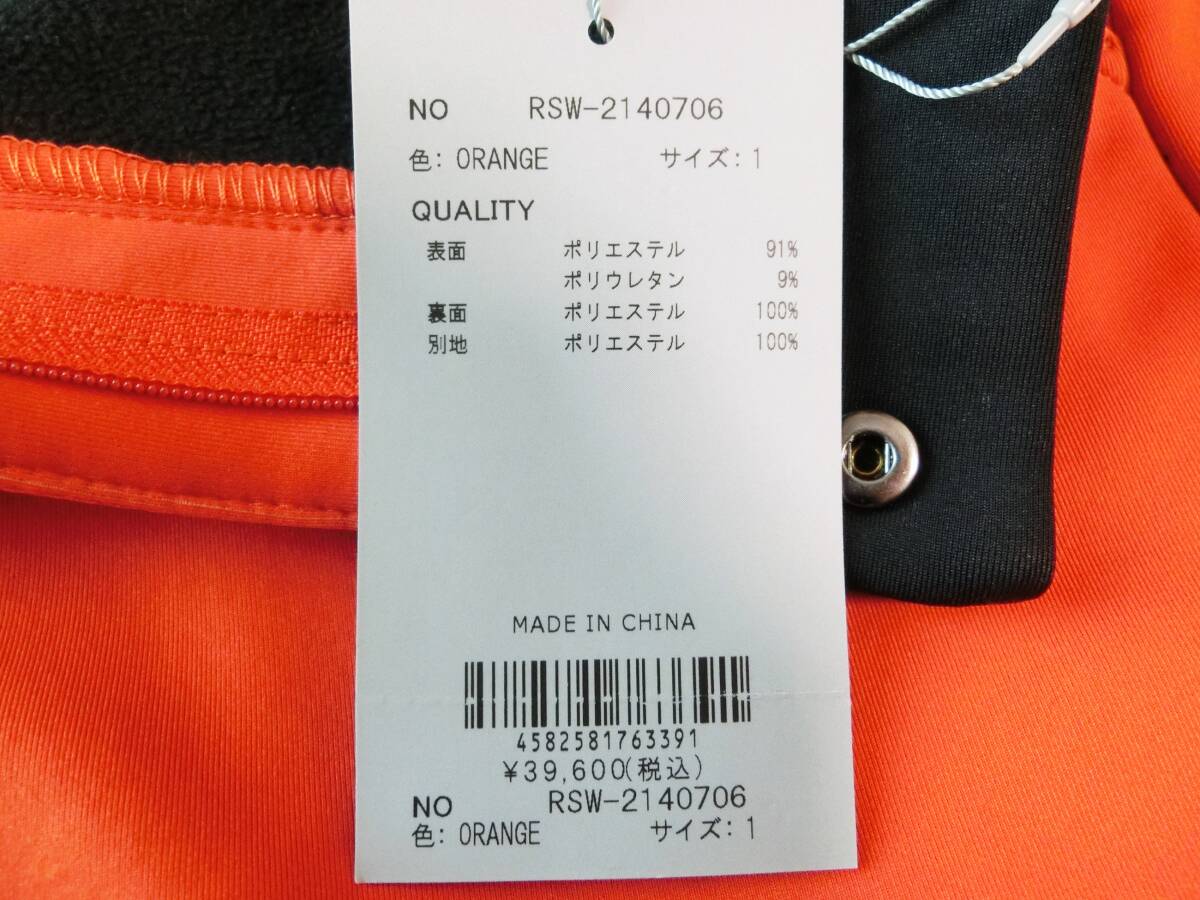 NO RSW-2140706
色: ORANGE サイズ: 1
QUALITY
表面 ポリエステル 91%
ポリウレタン 9%
裏面 ポリエステル 100%
別地 ポリエステル 100%
MADE IN CHINA
4582581763391
¥39,600(税込)
NO RSW-2140706
色: ORANGE サイズ: 1